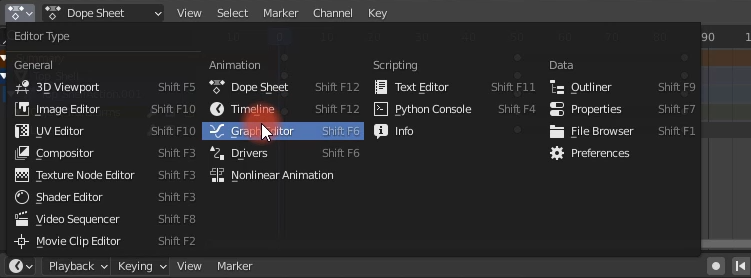 Dope Sheet View Select Marker Channel Key
Editor Type
General
3D Viewport Shift F5
Image Editor Shift F10
UV Editor Shift F10
Compositor Shift F3
Texture Node Editor Shift F3
Shader Editor Shift F3
Video Sequencer Shift F8
Movie Clip Editor Shift F2
Animation
Dope Sheet Shift F12
Timeline Shift F12
Graph Editor Shift F6
Drivers Shift F6
Nonlinear Animation
Scripting
Text Editor Shift F11
Python Console Shift F4
Info
Data
Outliner Shift F9
Properties Shift F7
File Browser Shift F1
Preferences
90
Playback Keying View Marker